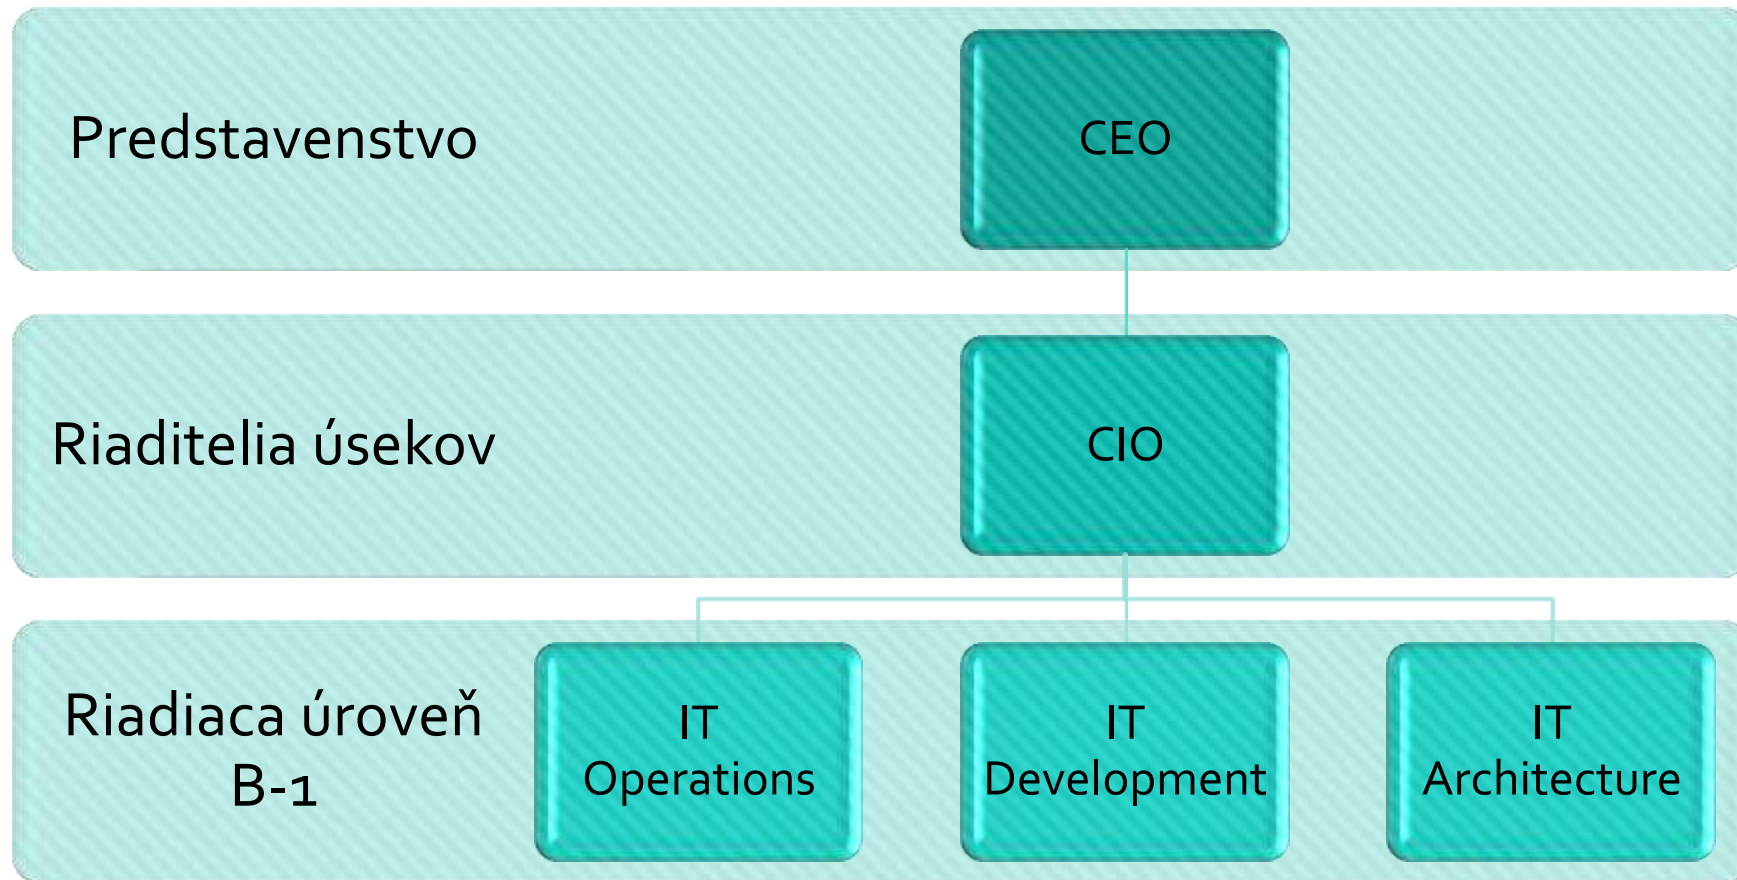 Predstavenstvo
CEO
Riaditelia úsekov
CIO
Riadiaca úroveň
B-1
IT
Operations
IT
Development
IT
Architecture